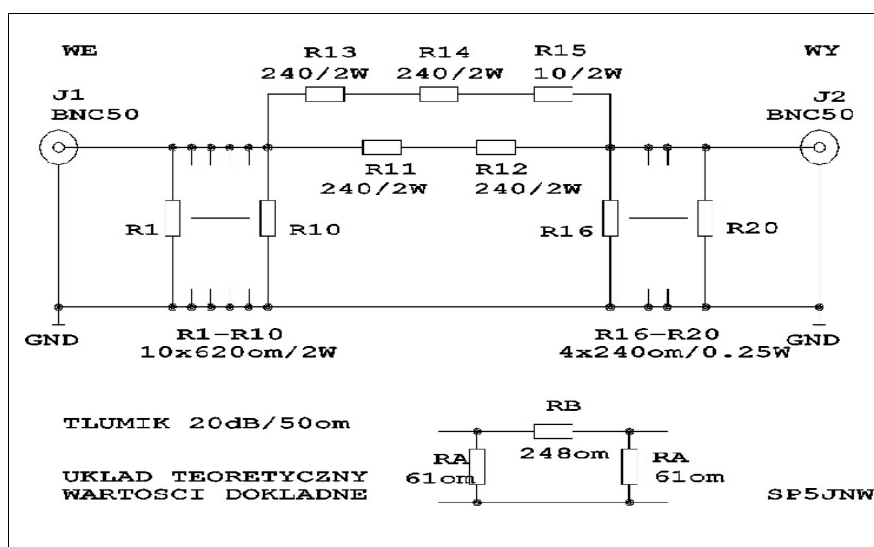 WE
WY
R13
R14
R15
240/2W
240/2W
10/2W
J1
BNC50
J2
BNC50
R11
R12
240/2W
240/2W
R1
R10
R16
R20
GND
GND
R1-R10
10x620om/2W
R16-R20
4x240om/0.25W
TLUMIK 20dB/50om
RB
248om
RA
61om
RA
61om
UKLAD TEORETYCZNY
WARTOSCI DOKLADNE
SP5JNW